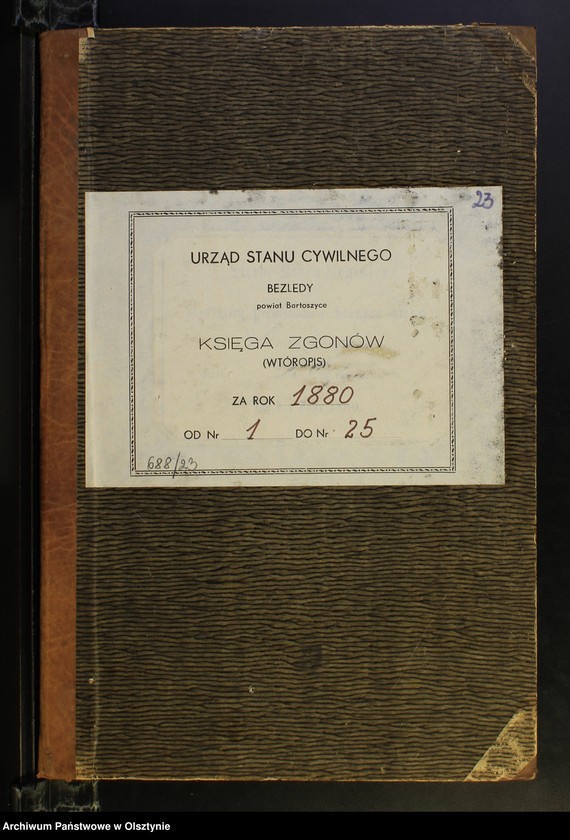 23
URZĄD STANU CYWILNEGO
BEZLEDY
powiat Bartoszyce
KSIĘGA ZGONÓW
(WTÓROPIS)
ZA ROK 1880
OD Nr 1 DO Nr 25
688/23
Archiwum Państwowe w Olsztynie